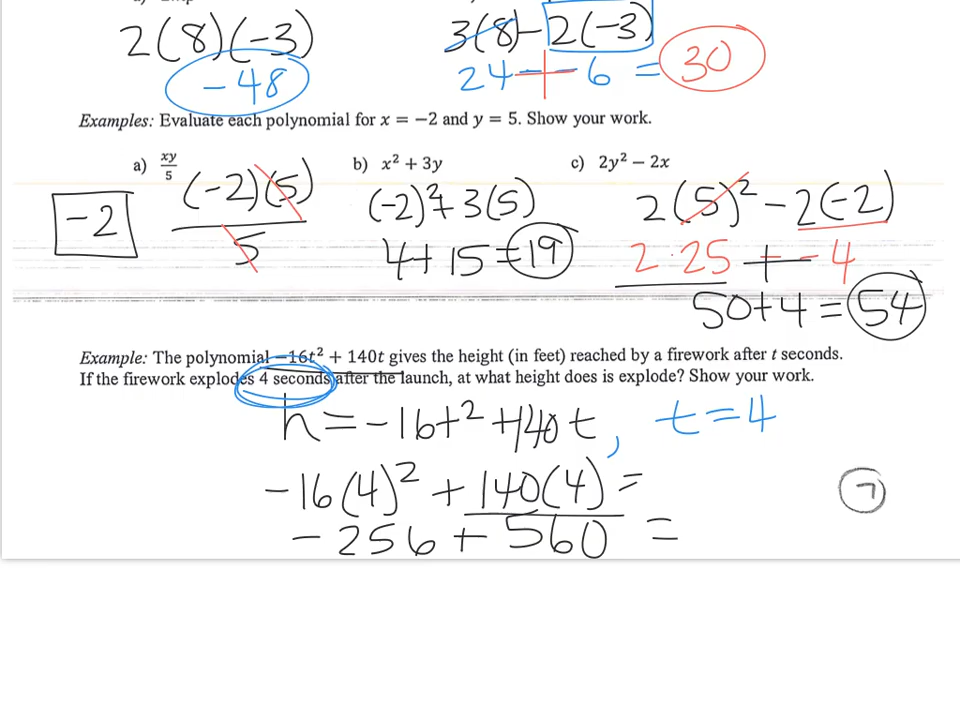 2(8)(-3)
-48
3(8)-2(-3)
24+-6 = 30
Examples: Evaluate each polynomial for x = −2 and y = 5. Show your work.
a) xy/5
(-2)(5)/5
-2
b) x² + 3y
(-2)²+3(5)
4+15=19
c) 2y² − 2x
2(5)²-2(-2)
2·25 +-4
50+4=54
Example: The polynomial −16t² + 140t gives the height (in feet) reached by a firework after t seconds.
If the firework explodes 4 seconds after the launch, at what height does is explode? Show your work.
h=-16t²+140t, t=4
-16(4)²+140(4)=
7
-256+560 =